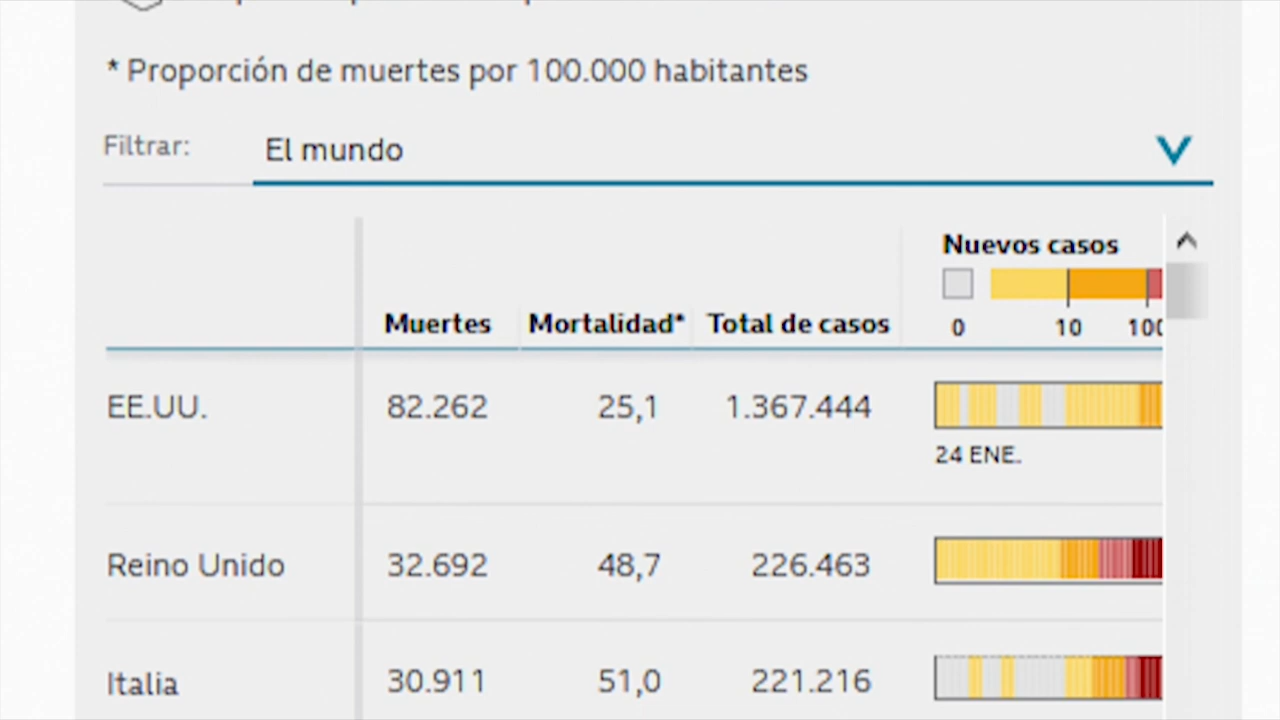 * Proporción de muertes por 100.000 habitantes
Filtrar: El mundo
Nuevos casos
0 10 100
Muertes Mortalidad* Total de casos
EE.UU. 82.262 25,1 1.367.444
24 ENE.
Reino Unido 32.692 48,7 226.463
Italia 30.911 51,0 221.216